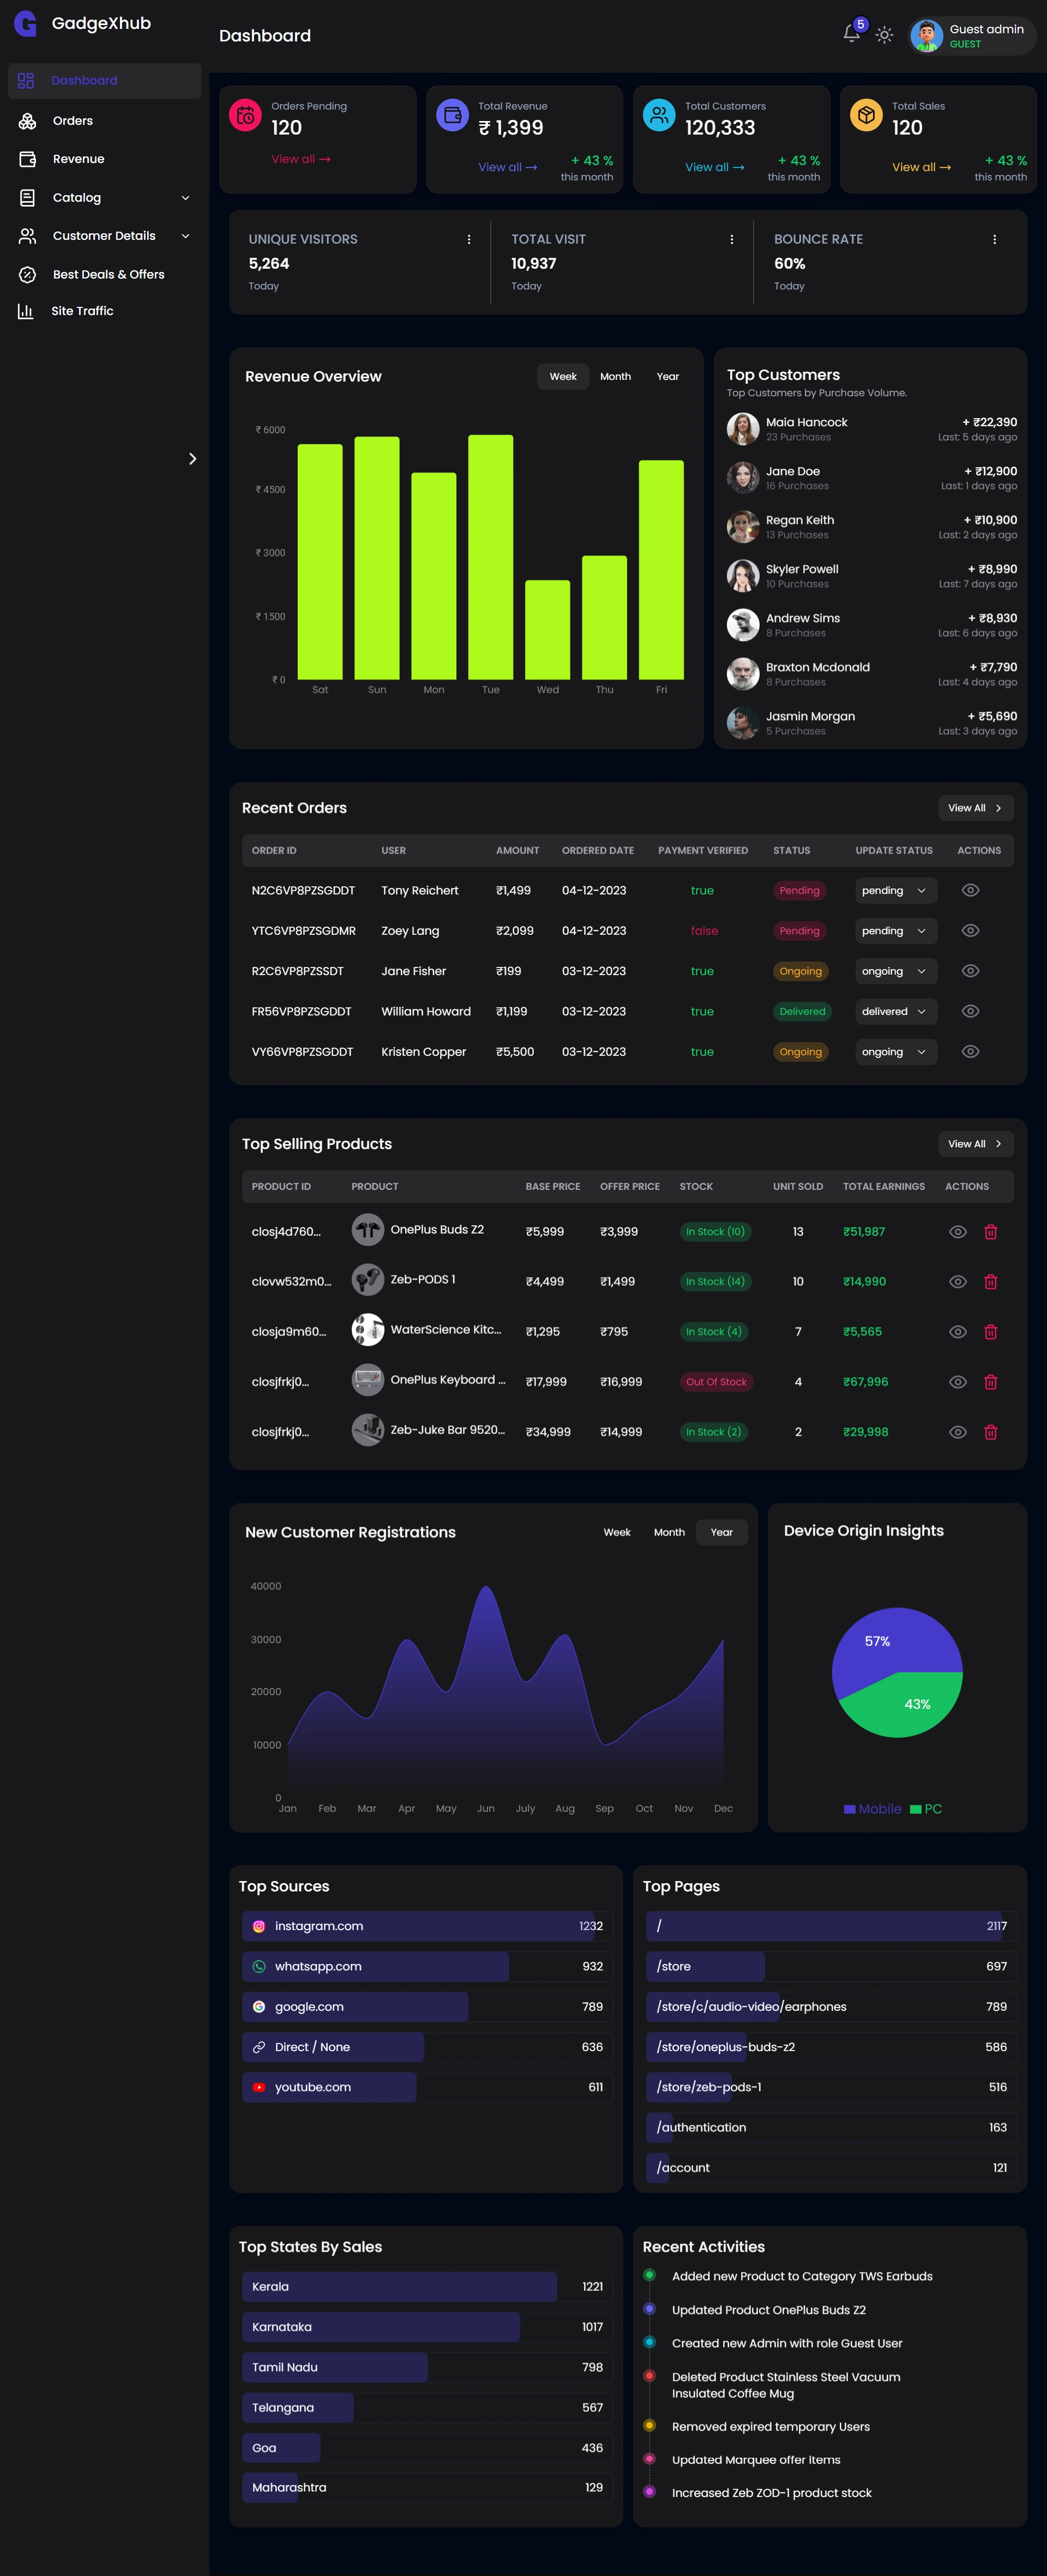 GadgeXhub
Dashboard
5
Guest admin
GUEST
Dashboard
Orders
Revenue
Catalog
Customer Details
Best Deals & Offers
Site Traffic
Orders Pending
120
View all →
Total Revenue
₹ 1,399
View all →
+ 43 %
this month
Total Customers
120,333
View all →
+ 43 %
this month
Total Sales
120
View all →
+ 43 %
this month
UNIQUE VISITORS
5,264
Today
TOTAL VISIT
10,937
Today
BOUNCE RATE
60%
Today
Revenue Overview
Week Month Year
₹ 6000
₹ 4500
₹ 3000
₹ 1500
₹ 0
Sat Sun Mon Tue Wed Thu Fri
Top Customers
Top Customers by Purchase Volume.
Maia Hancock + ₹22,390
23 Purchases Last: 5 days ago
Jane Doe + ₹12,900
16 Purchases Last: 1 days ago
Regan Keith + ₹10,900
13 Purchases Last: 2 days ago
Skyler Powell + ₹8,990
10 Purchases Last: 7 days ago
Andrew Sims + ₹8,930
8 Purchases Last: 6 days ago
Braxton Mcdonald + ₹7,790
8 Purchases Last: 4 days ago
Jasmin Morgan + ₹5,690
5 Purchases Last: 3 days ago
Recent Orders View All
ORDER ID USER AMOUNT ORDERED DATE PAYMENT VERIFIED STATUS UPDATE STATUS ACTIONS
N2C6VP8PZSGDDT Tony Reichert ₹1,499 04-12-2023 true Pending pending
YTC6VP8PZSGDMR Zoey Lang ₹2,099 04-12-2023 false Pending pending
R2C6VP8PZSSDT Jane Fisher ₹199 03-12-2023 true Ongoing ongoing
FR56VP8PZSGDDT William Howard ₹1,199 03-12-2023 true Delivered delivered
VY66VP8PZSGDDT Kristen Copper ₹5,500 03-12-2023 true Ongoing ongoing
Top Selling Products View All
PRODUCT ID PRODUCT BASE PRICE OFFER PRICE STOCK UNIT SOLD TOTAL EARNINGS ACTIONS
closj4d760... OnePlus Buds Z2 ₹5,999 ₹3,999 In Stock (10) 13 ₹51,987
clovw532m0... Zeb-PODS 1 ₹4,499 ₹1,499 In Stock (14) 10 ₹14,990
closja9m60... WaterScience Kitc... ₹1,295 ₹795 In Stock (4) 7 ₹5,565
closjfrkj0... OnePlus Keyboard ... ₹17,999 ₹16,999 Out Of Stock 4 ₹67,996
closjfrkj0... Zeb-Juke Bar 9520... ₹34,999 ₹14,999 In Stock (2) 2 ₹29,998
New Customer Registrations
Week Month Year
40000
30000
20000
10000
0
Jan Feb Mar Apr May Jun July Aug Sep Oct Nov Dec
Device Origin Insights
57%
43%
Mobile PC
Top Sources
instagram.com 1232
whatsapp.com 932
google.com 789
Direct / None 636
youtube.com 611
Top Pages
/ 2117
/store 697
/store/c/audio-video/earphones 789
/store/oneplus-buds-z2 586
/store/zeb-pods-1 516
/authentication 163
/account 121
Top States By Sales
Kerala 1221
Karnataka 1017
Tamil Nadu 798
Telangana 567
Goa 436
Maharashtra 129
Recent Activities
Added new Product to Category TWS Earbuds
Updated Product OnePlus Buds Z2
Created new Admin with role Guest User
Deleted Product Stainless Steel Vacuum
Insulated Coffee Mug
Removed expired temporary Users
Updated Marquee offer items
Increased Zeb ZOD-1 product stock